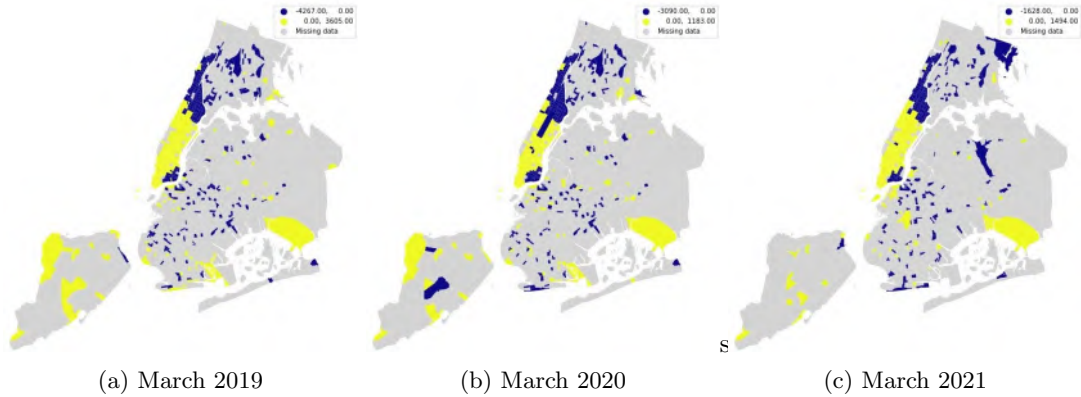 -4267.00, 0.00
0.00, 3605.00
Missing data
-3090.00, 0.00
0.00, 1183.00
Missing data
-1628.00, 0.00
0.00, 1494.00
Missing data
s
(a) March 2019
(b) March 2020
(c) March 2021